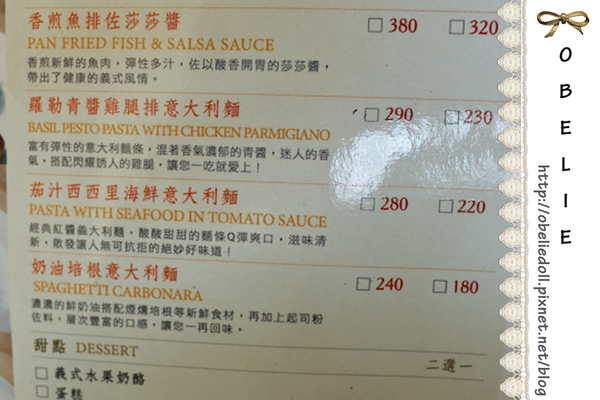 香煎魚排佐莎莎醬 □ 380 □ 320
PAN FRIED FISH & SALSA SAUCE
香煎新鮮的魚肉，彈性多汁，佐以酸香開胃的莎莎醬，
帶出了健康的義式風情。
羅勒青醬雞腿排意大利麵 □ 290 □ 230
BASIL PESTO PASTA WITH CHICKEN PARMIGIANO
富有彈性的意大利麵條，混著香氣濃郁的青醬，迷人的香
氣，搭配閃耀誘人的雞腿，讓您一吃就愛上！
茄汁西西里海鮮意大利麵 □ 280 □ 220
PASTA WITH SEAFOOD IN TOMATO SAUCE
經典紅醬義大利麵，酸酸甜甜的麵條Q彈爽口，滋味清
新，散發讓人無可抗拒的絕妙好味道！
奶油培根意大利麵 □ 240 □ 180
SPAGHETTI CARBONARA
濃濃的鮮奶油搭配煙燻培根等新鮮食材，再加上起司粉
佐料，層次豐富的口感，讓您一再回味。
甜點 DESSERT 二選一
□ 義式水果奶酪
□ 蛋糕
OBELIE
http://obeliedoll.pixnet.net/blog